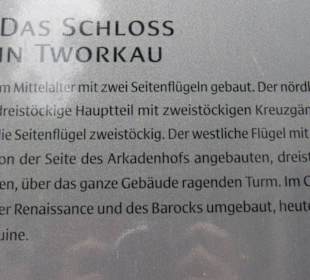 DAS SCHLOSS
IN TWORKAU
m Mittelalter mit zwei Seitenflügeln gebaut. Der nördl
dreistöckige Hauptteil mit zweistöckigen Kreuzgän
ie Seitenflügel zweistöckig. Der westliche Flügel mit
on der Seite des Arkadenhofs angebauten, dreist
en, über das ganze Gebäude ragenden Turm. Im G
er Renaissance und des Barocks umgebaut, heute
uine.